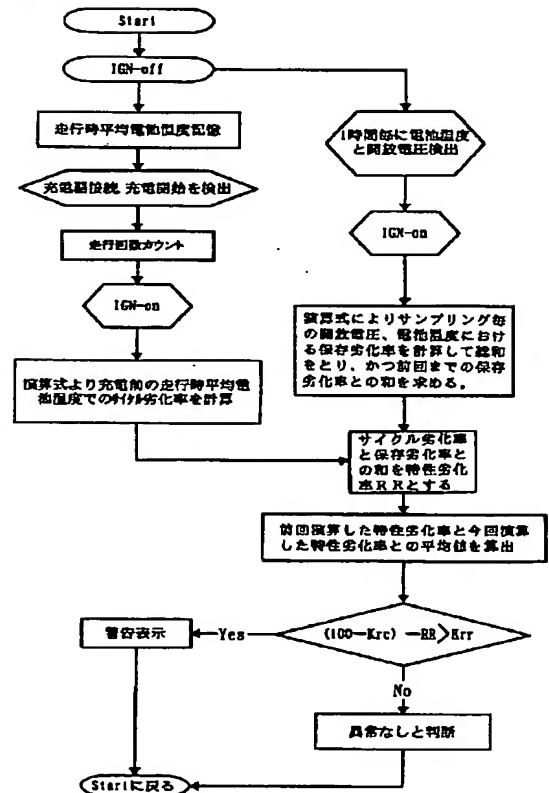 Start
IGN-off
走行時平均電池温度記憶
1時間毎に電池温度
と開放電圧検出
充電器接続、充電開始を検出
走行回数カウント
IGN-on
IGN-on
演算式によりサンプリング毎
の開放電圧、電池温度におけ
る保存劣化率を計算して総和
をとり、かつ前回までの保存
劣化率との和を求める。
演算式より充電前の走行時平均電
池温度でのサイクル劣化率を計算
サイクル劣化率
と保存劣化率と
の和を特性劣化
率RRとする
前回演算した特性劣化率と今回演算
した特性劣化率との平均値を算出
警告表示
Yes
(100-Krc) -RR>Krr
No
異常なしと判断
Startに戻る